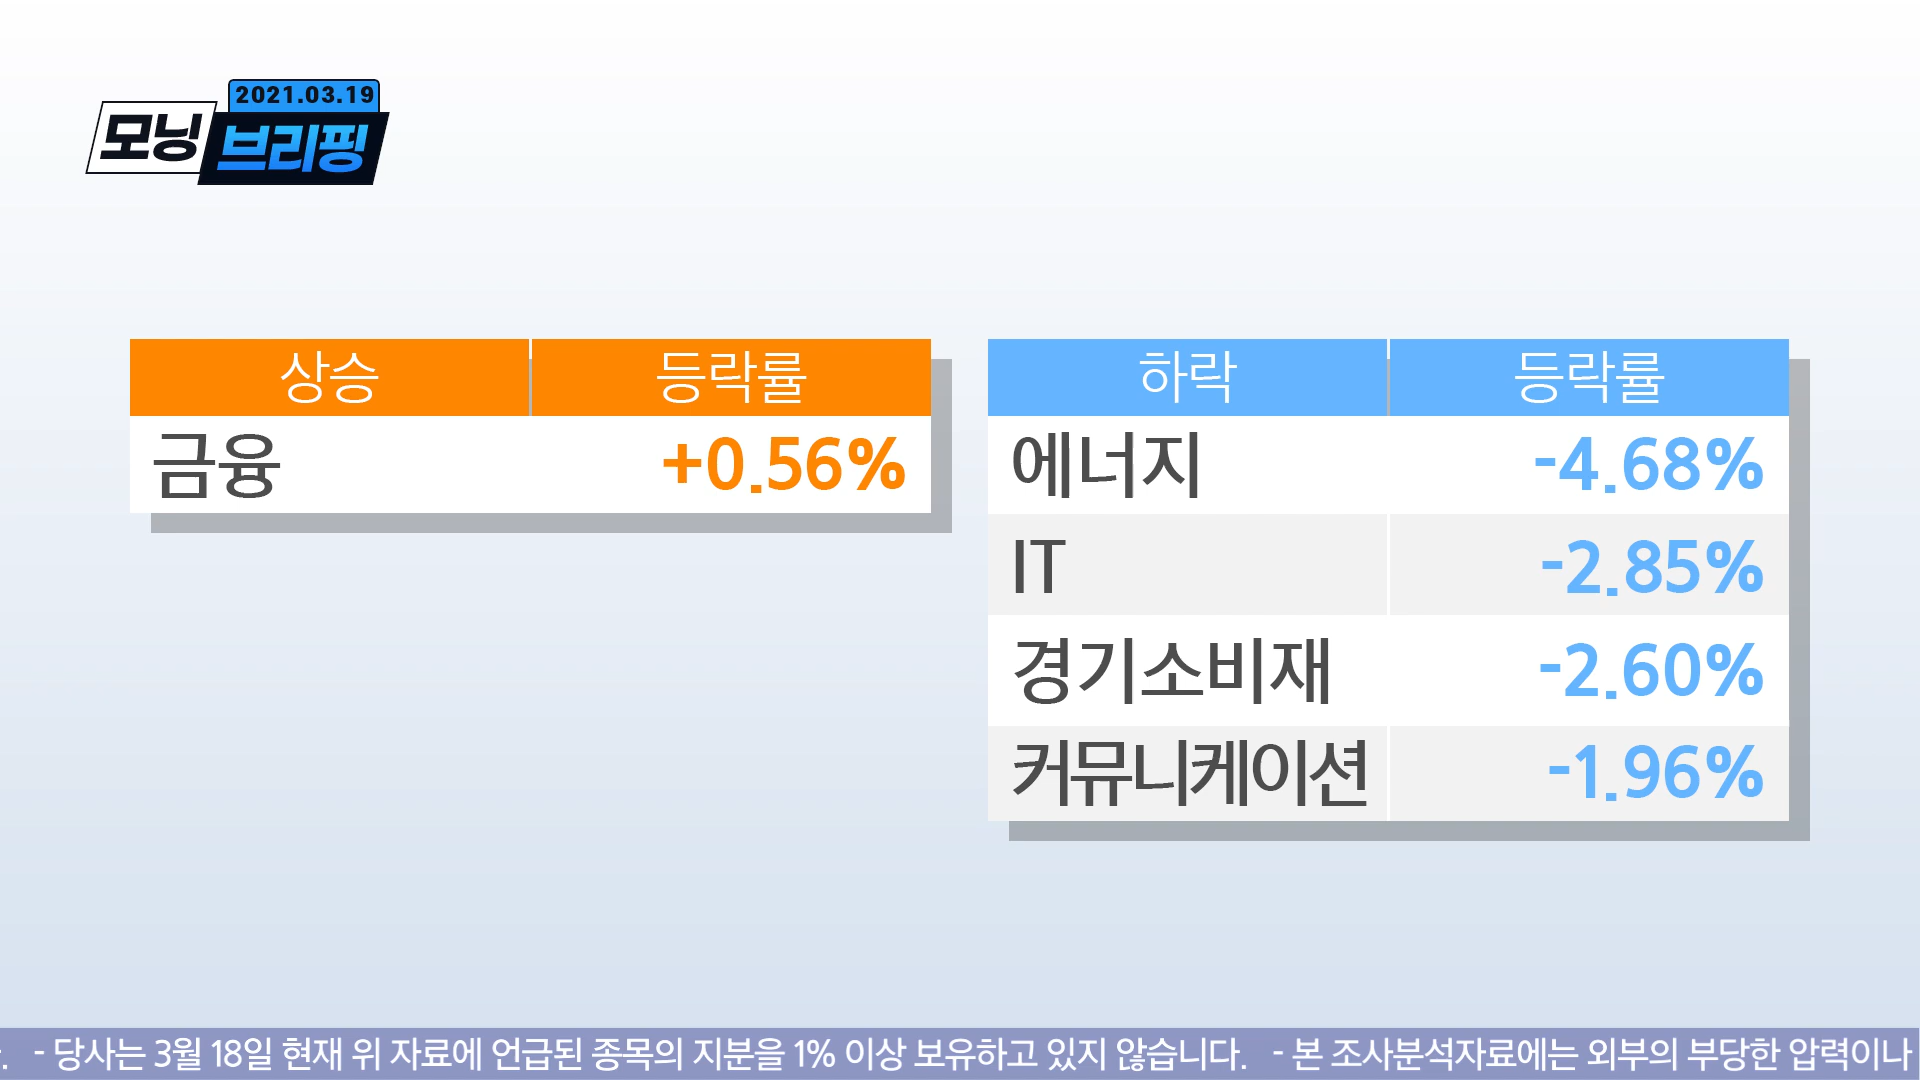 2021.03.19
모닝 브리핑
상승 등락률
금융 +0.56%
하락 등락률
에너지 -4.68%
IT -2.85%
경기소비재 -2.60%
커뮤니케이션 -1.96%
. - 당사는 3월 18일 현재 위 자료에 언급된 종목의 지분을 1% 이상 보유하고 있지 않습니다. - 본 조사분석자료에는 외부의 부당한 압력이나